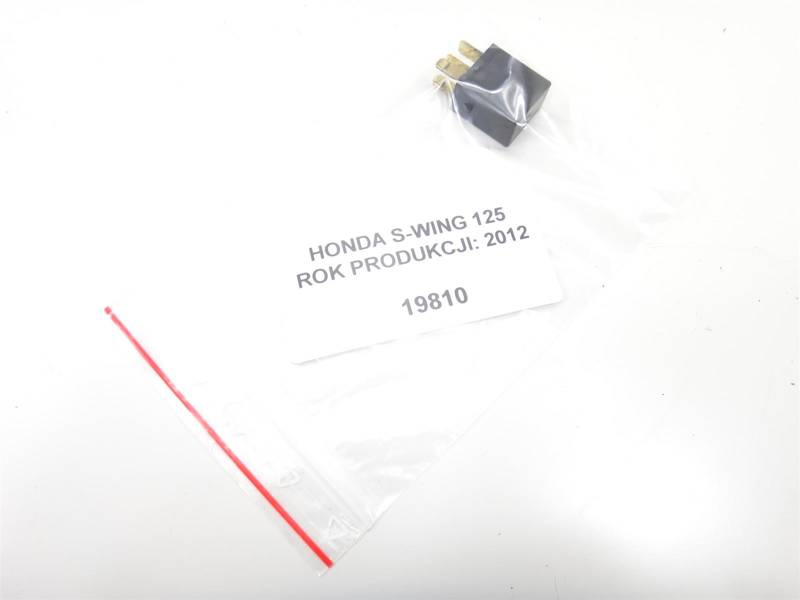 HONDA S-WING 125
ROK PRODUKCJI: 2012
19810